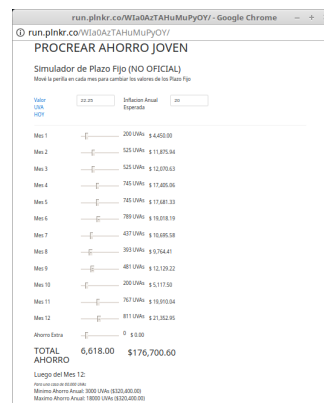 run.plnkr.co/WIa0AzTAHuMuPyOY/ - Google Chrome
run.plnkr.co/WIa0AzTAHuMuPyOY/
PROCREAR AHORRO JOVEN
Simulador de Plazo Fijo (NO OFICIAL)
Mové la perilla en cada mes para cambiar los valores de los Plazo Fijo
Valor UVA HOY 22.25 Inflacion Anual Esperada 20
Mes 1 200 UVAs $ 4,450.00
Mes 2 525 UVAs $ 11,875.94
Mes 3 525 UVAs $ 12,070.63
Mes 4 745 UVAs $ 17,405.06
Mes 5 745 UVAs $ 17,681.33
Mes 6 789 UVAs $ 19,018.19
Mes 7 437 UVAs $ 10,695.58
Mes 8 393 UVAs $ 9,764.41
Mes 9 481 UVAs $ 12,129.22
Mes 10 200 UVAs $ 5,117.50
Mes 11 767 UVAs $ 19,910.04
Mes 12 811 UVAs $ 21,352.95
Ahorro Extra 0 $ 0.00
TOTAL AHORRO 6,618.00 $176,700.60
Luego del Mes 12:
Minimo Ahorro Anual: 3000 UVAs ($320,400.00)
Maximo Ahorro Anual: 18000 UVAs ($320,400.00)